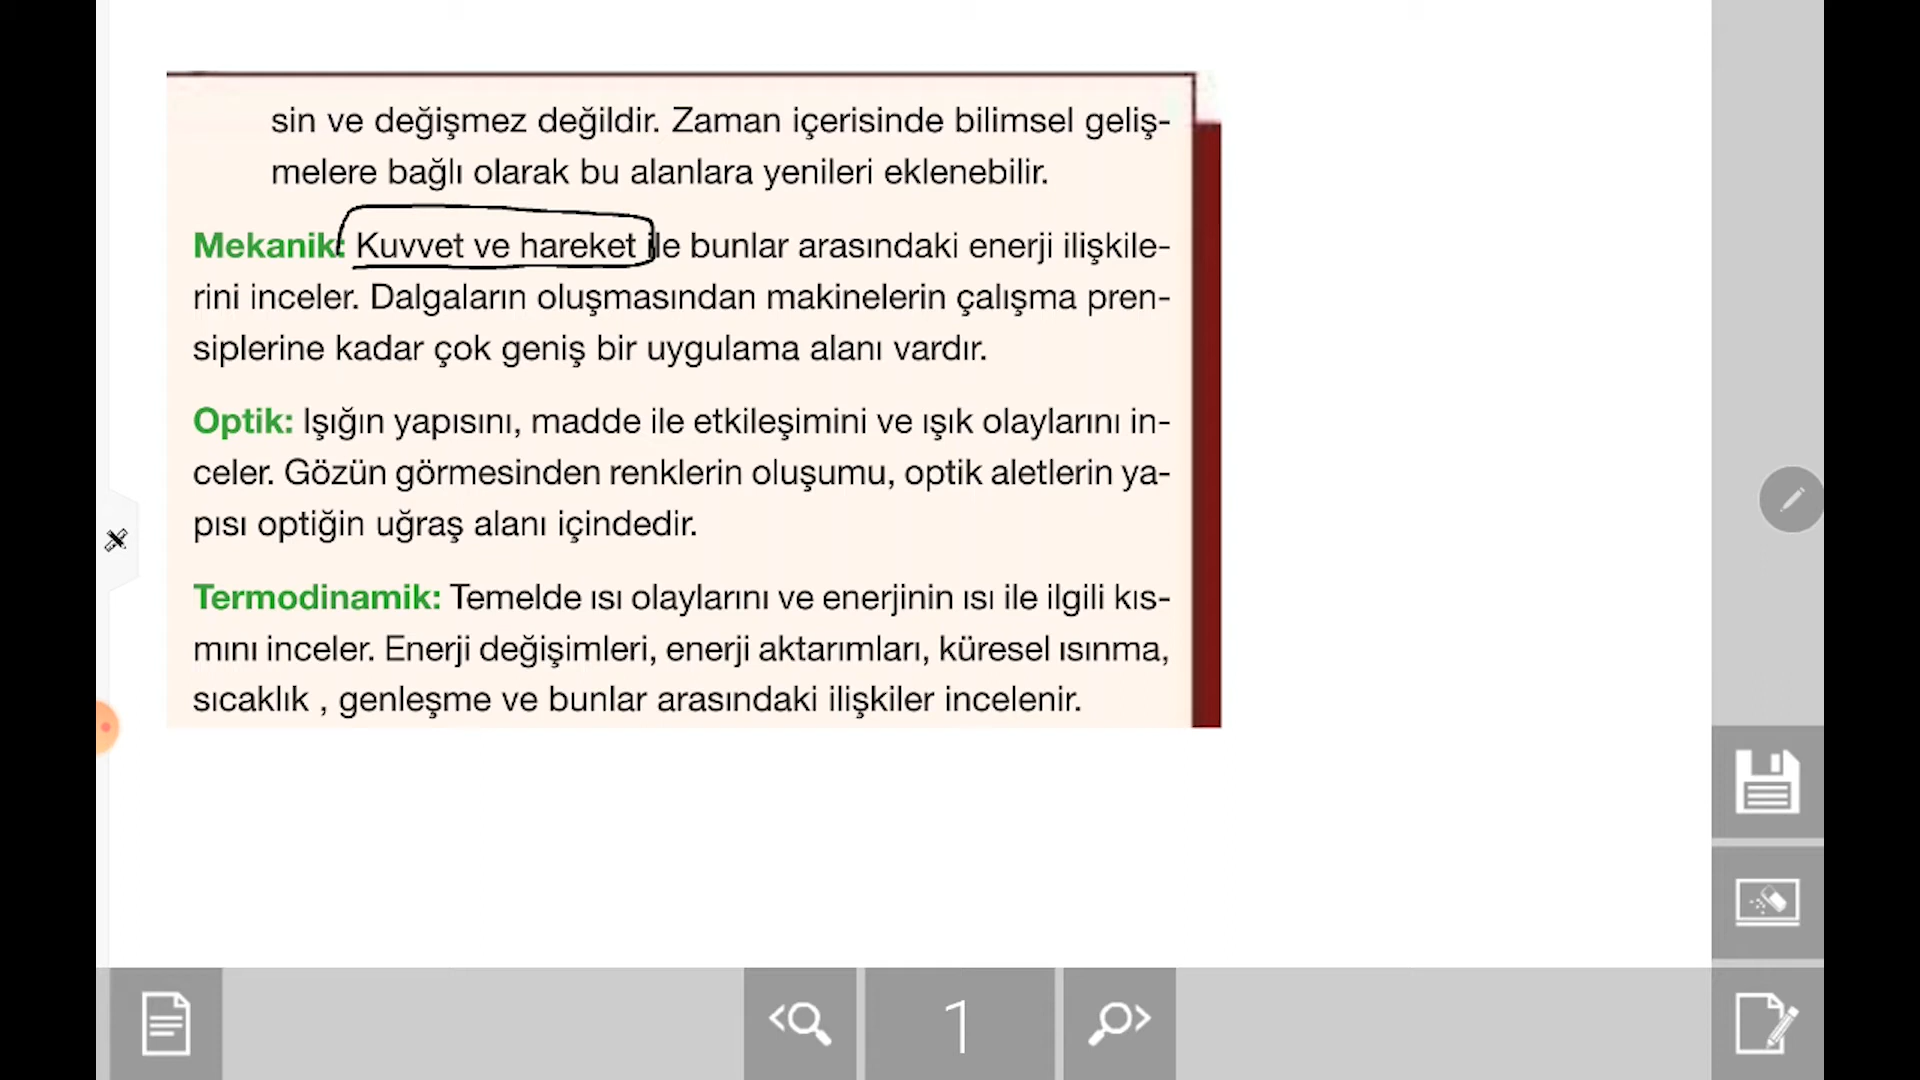 sin ve değişmez değildir. Zaman içerisinde bilimsel geliş-
melere bağlı olarak bu alanlara yenileri eklenebilir.
Mekanik: Kuvvet ve hareket ile bunlar arasındaki enerji ilişkile-
rini inceler. Dalgaların oluşmasından makinelerin çalışma pren-
siplerine kadar çok geniş bir uygulama alanı vardır.
Optik: Işığın yapısını, madde ile etkileşimini ve ışık olaylarını in-
celer. Gözün görmesinden renklerin oluşumu, optik aletlerin ya-
pısı optiğin uğraş alanı içindedir.
Termodinamik: Temelde ısı olaylarını ve enerjinin ısı ile ilgili kıs-
mını inceler. Enerji değişimleri, enerji aktarımları, küresel ısınma,
sıcaklık , genleşme ve bunlar arasındaki ilişkiler incelenir.
1